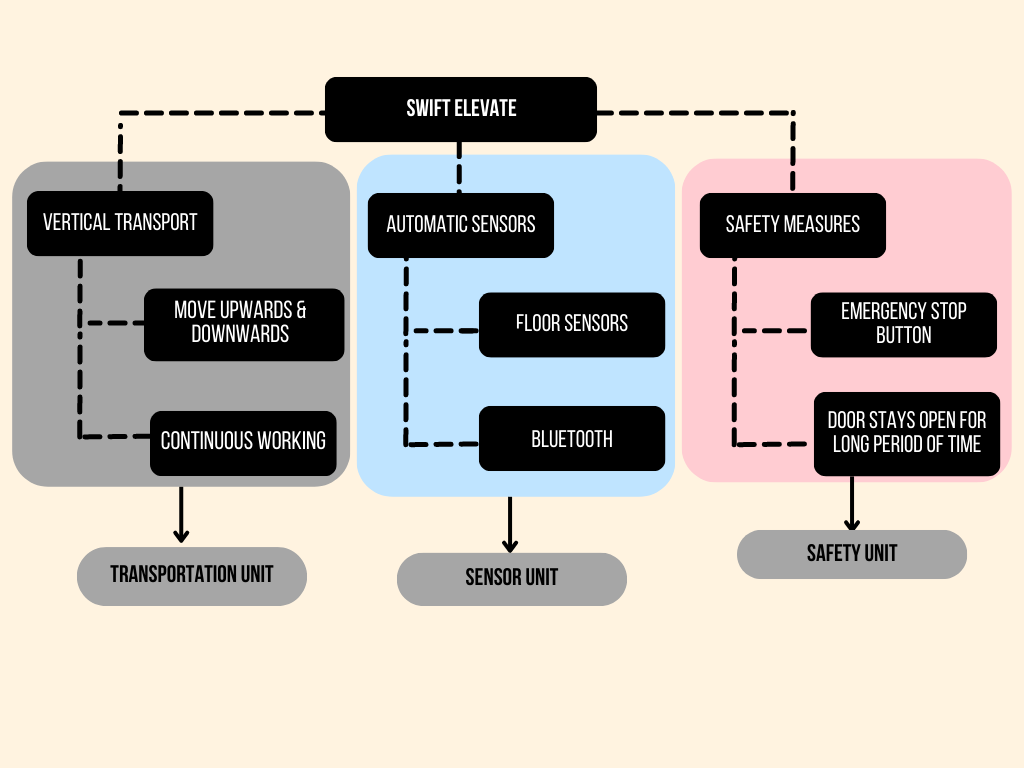 SWIFT ELEVATE
VERTICAL TRANSPORT
MOVE UPWARDS &
DOWNWARDS
CONTINUOUS WORKING
TRANSPORTATION UNIT
AUTOMATIC SENSORS
FLOOR SENSORS
BLUETOOTH
SENSOR UNIT
SAFETY MEASURES
EMERGENCY STOP
BUTTON
DOOR STAYS OPEN FOR
LONG PERIOD OF TIME
SAFETY UNIT